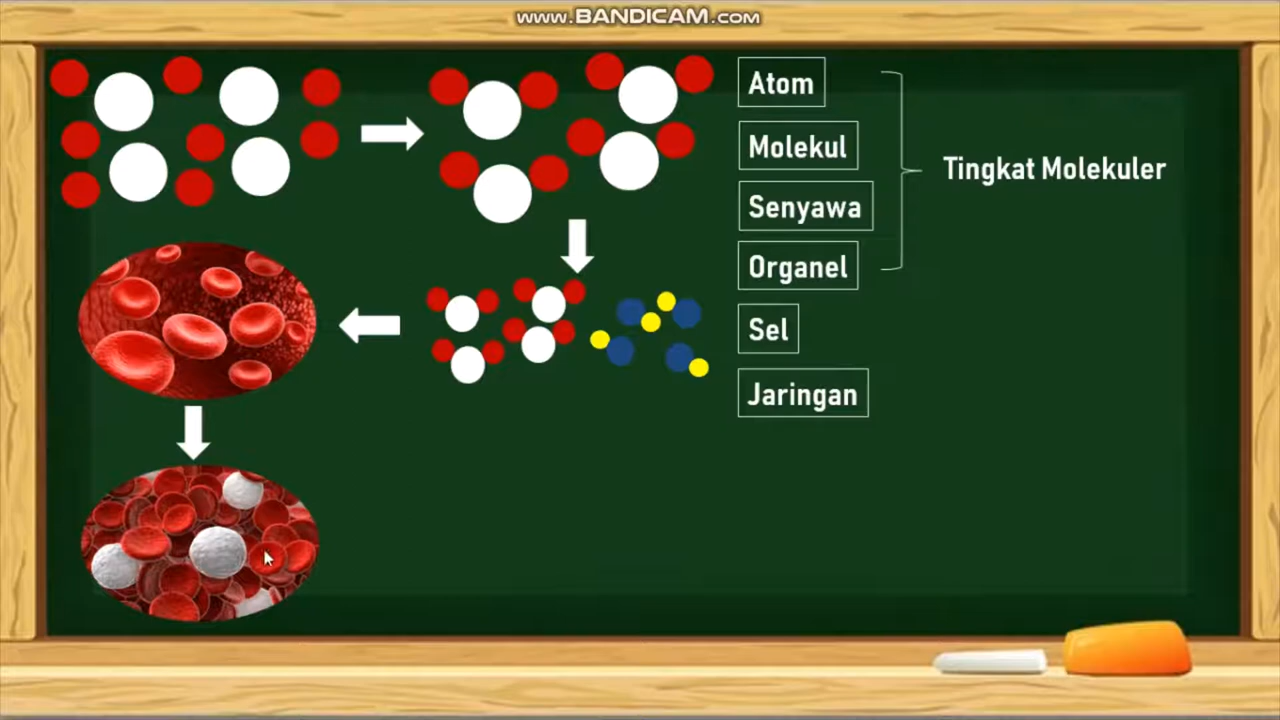 www.BANDICAM.com
Atom
Molekul
Senyawa
Organel
Sel
Jaringan
Tingkat Molekuler